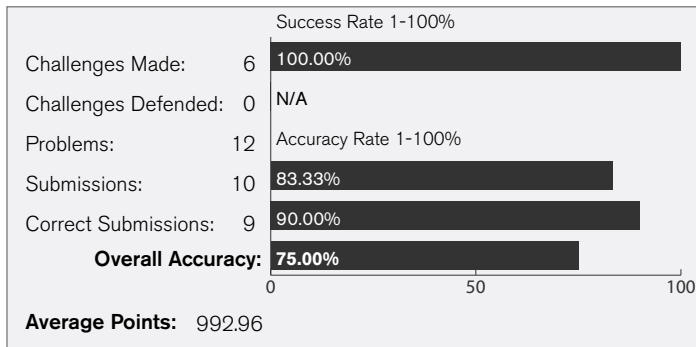 Success Rate 1-100%
Challenges Made: 6 100.00%
Challenges Defended: 0 N/A
Problems: 12 Accuracy Rate 1-100%
Submissions: 10 83.33%
Correct Submissions: 9 90.00%
Overall Accuracy: 75.00%
0 50 100
Average Points: 992.96